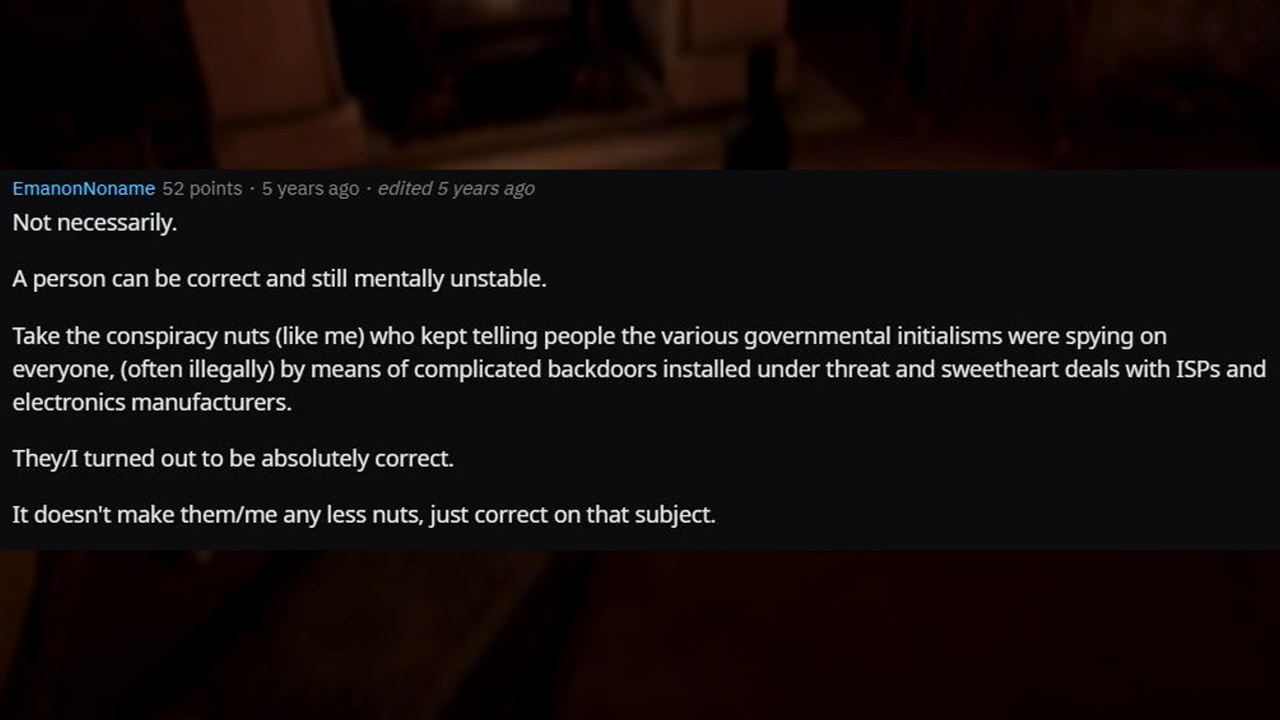 EmanonNoname 52 points · 5 years ago · edited 5 years ago
Not necessarily.
A person can be correct and still mentally unstable.
Take the conspiracy nuts (like me) who kept telling people the various governmental initialisms were spying on
everyone, (often illegally) by means of complicated backdoors installed under threat and sweetheart deals with ISPs and
electronics manufacturers.
They/I turned out to be absolutely correct.
It doesn't make them/me any less nuts, just correct on that subject.